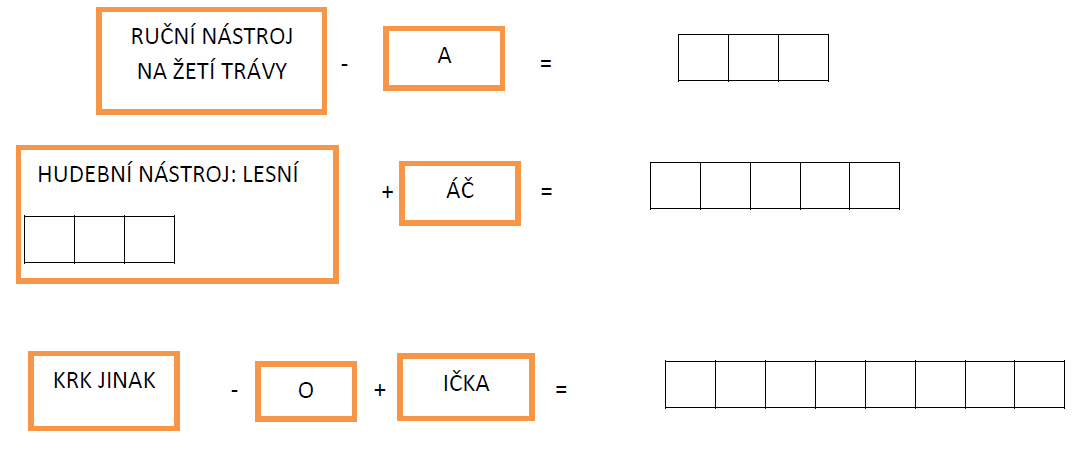 RUČNÍ NÁSTROJ
NA ŽETÍ TRÁVY
- A =
HUDEBNÍ NÁSTROJ: LESNÍ
+ ÁČ =
KRK JINAK - O + IČKA =